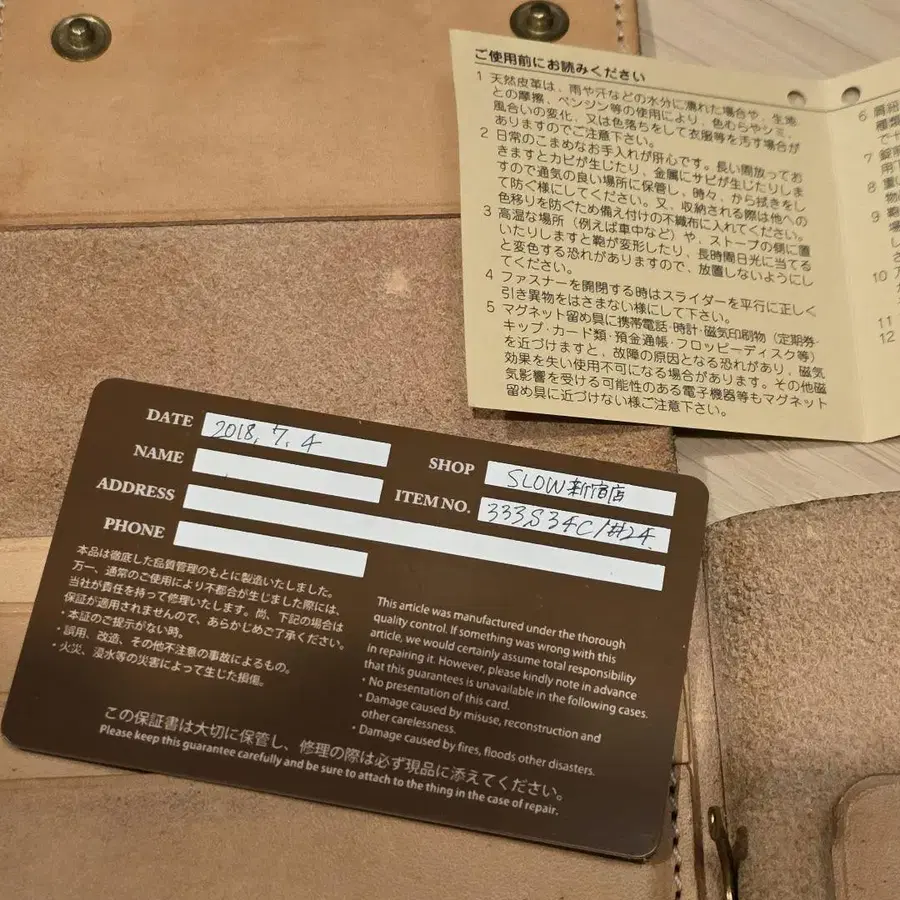 ご使用前にお読みください
1 天然皮革は、雨や汗などの水分に濡れた場合や、生地
との摩擦、ベンジン等の使用により、色むらやシミ、
風合いの変化、又は色落ちをして衣服等を汚す場合が
ありますのでご注意下さい。
2 日常のこまめなお手入れが肝心です。長い間放ってお
きますとカビが生じたり、金属にサビが生じたりしま
すので通気の良い場所に保管し、時々、から拭きをし
て防ぐ様にしてください。又、収納される際は他への
色移りを防ぐため備え付けの不織布に入れてください。
3 高温な場所（例えば車中など）や、ストーブの側に置
いたりしますと鞄が変形したり、長時間日光に当てる
と変色する恐れがありますので、放置しないようにし
てください。
4 ファスナーを開閉する時はスライダーを平行に正しく
引き異物をはさまない様にして下さい。
5 マグネット留め具に携帯電話·時計·磁気印刷物（定期券·
キップ·カード類·預金通帳·フロッピーディスク等）
を近づけますと、故障の原因となる恐れがあり、磁気
効果を失い使用不可になる場合があります。その他磁
気影響を受ける可能性のある電子機器等もマグネット
留め具に近づけない様ご注意下さい。
6
種類
7
8
9
10
11
12
DATE 2018. 7. 4
NAME
ADDRESS
PHONE
SHOP SLOW新宿店
ITEM NO. 333S34C/#24.
本品は徹底した品質管理のもとに製造いたしました。
万一、通常のご使用により不都合が生じました際には、
当社が責任を持って修理いたします。尚、下記の場合は
保証が適用されませんので、あらかじめご了承ください。
・本証のご提示がない時。
・誤用、改造、その他不注意の事故によるもの。
・火災、浸水等の災害によって生じた損傷。
This article was manufactured under the thorough
quality control. If something was wrong with this
article, we would certainly assume total responsibility
in repairing it. However, please kindly note in advance
that this guarantees is unavailable in the following cases.
・No presentation of this card.
・Damage caused by misuse, reconstruction and
other carelessness.
・Damage caused by fires, floods other disasters.
この保証書は大切に保管し、修理の際は必ず現品に添えてください。
Please keep this guarantee carefully and be sure to attach to the thing in the case of repair.